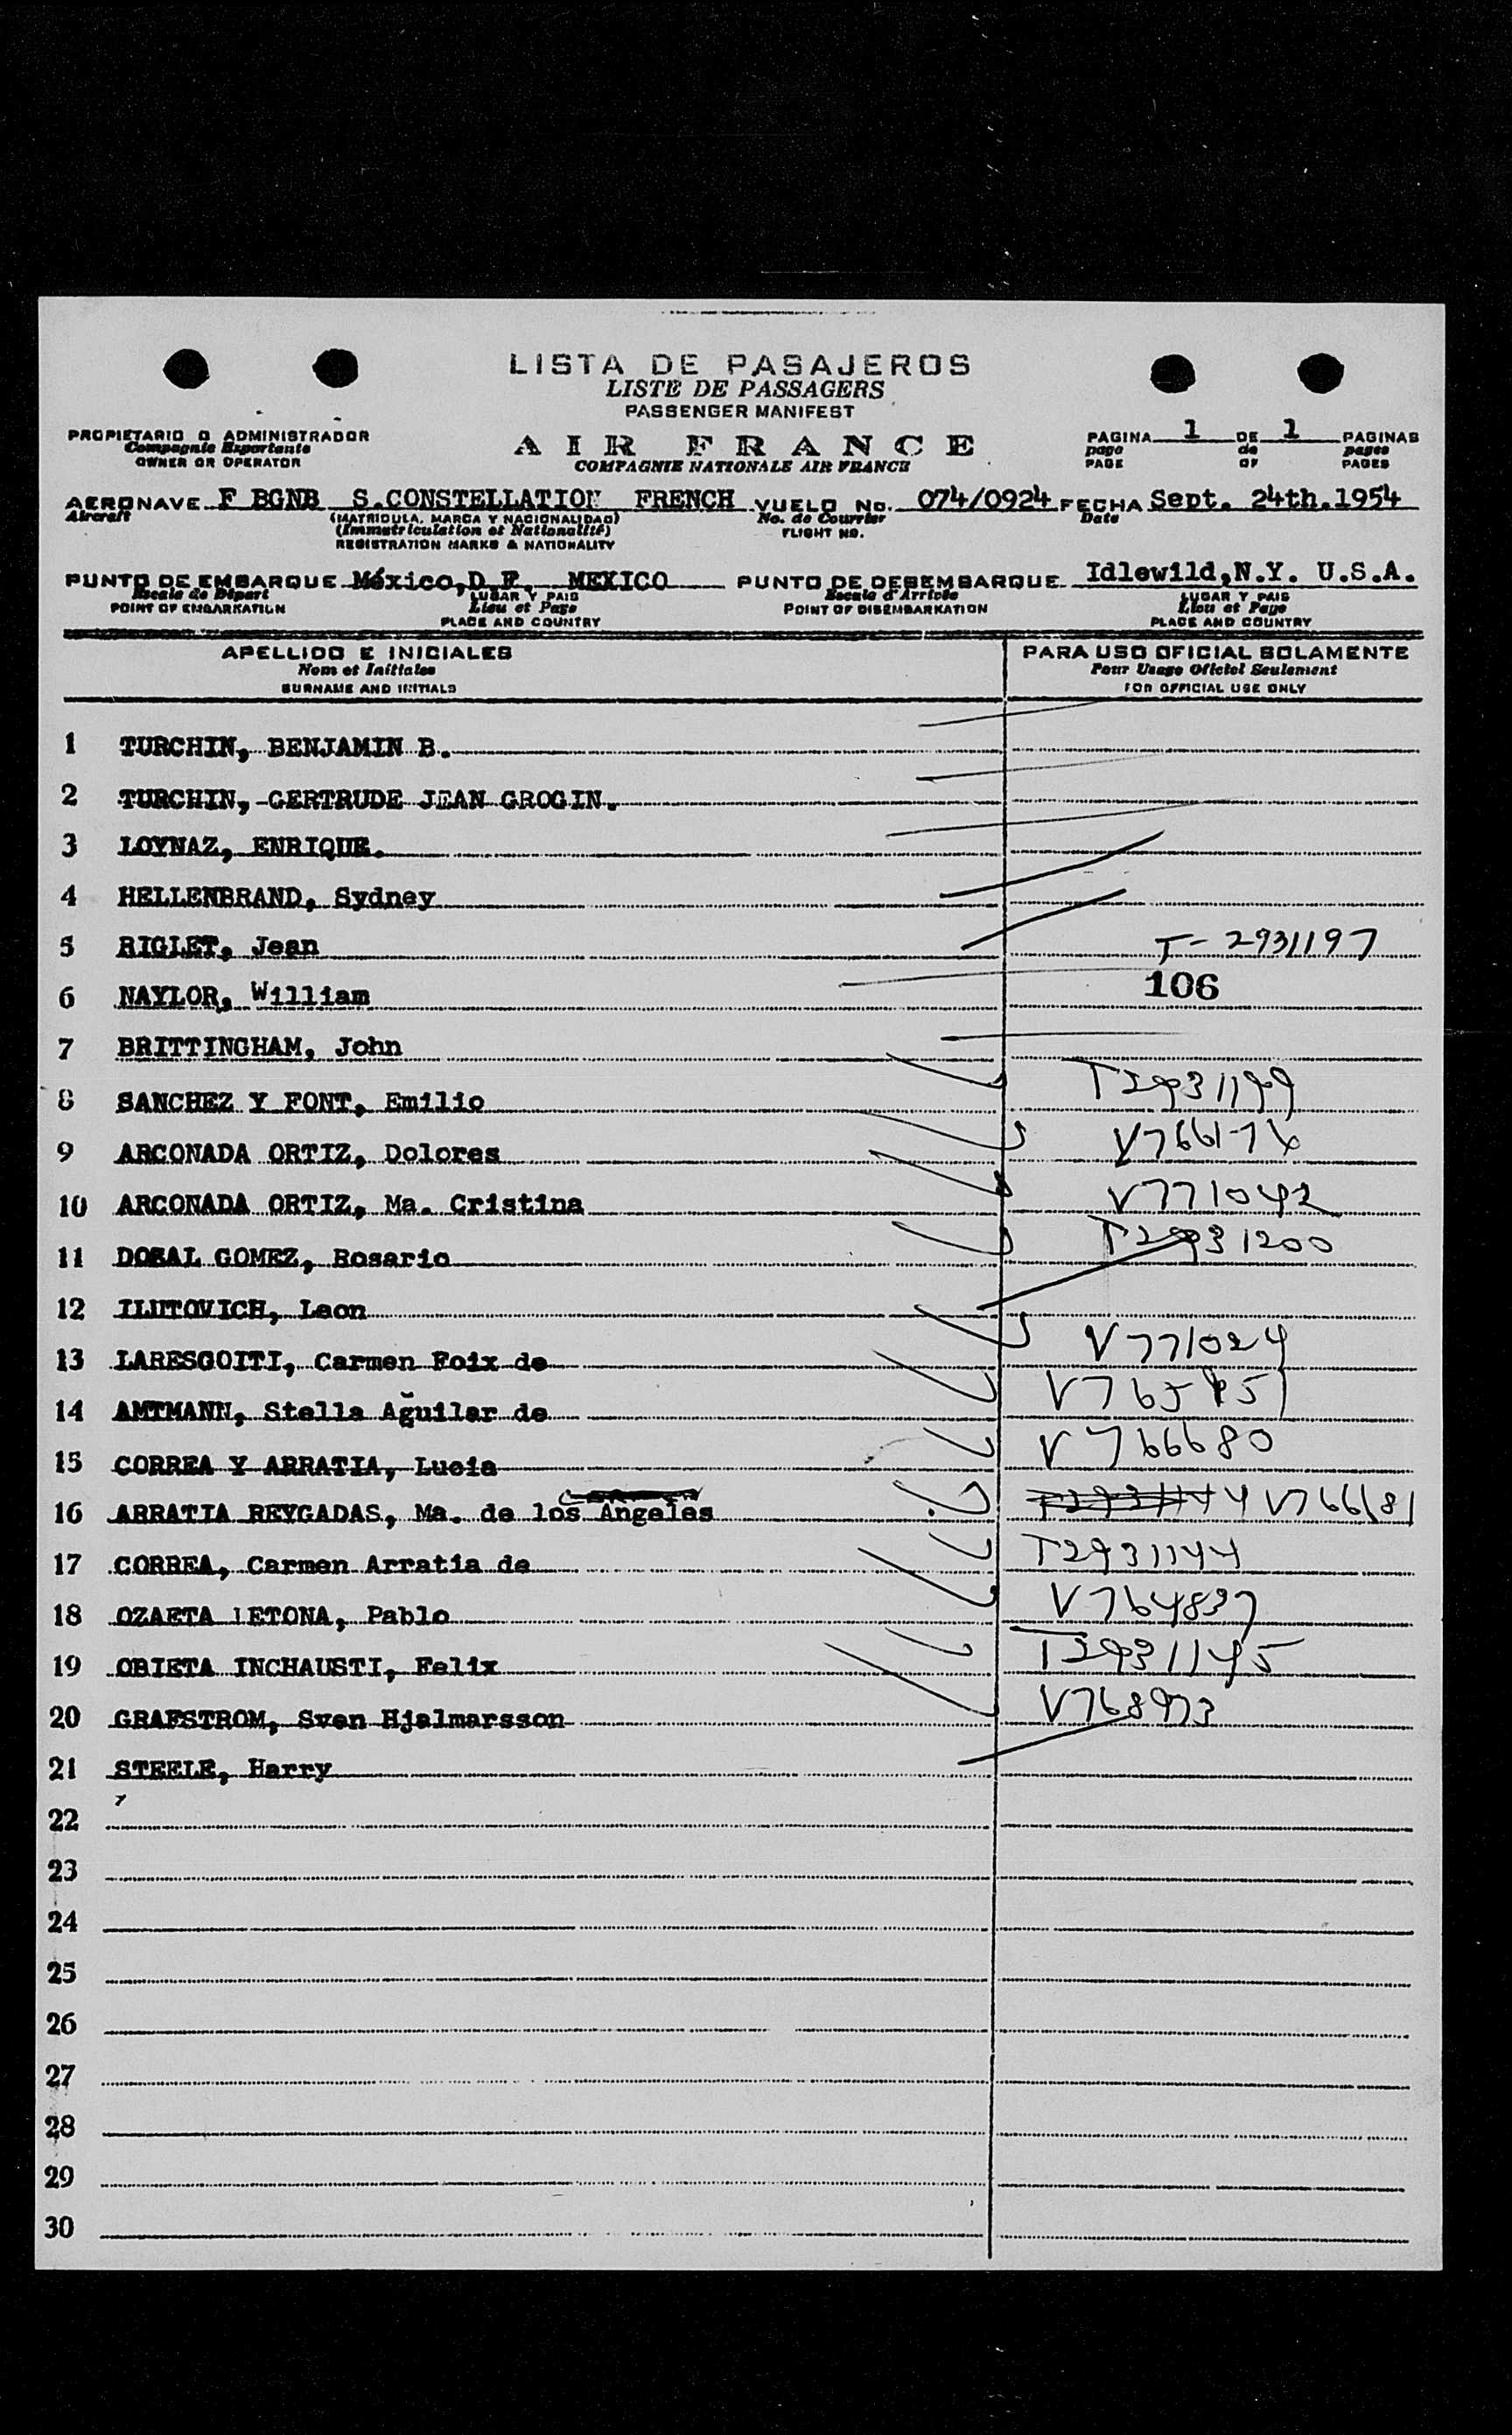 LISTA DE PASAJEROS
LISTE DE PASSAGERS
PASSENGER MANIFEST
PROPIETARIO O ADMINISTRADOR
Compagnie Exportante
OWNER OR OPERATOR
AIR FRANCE
COMPAGNIE NATIONALE AIR FRANCE
PAGINA 1 DE 1 PAGINAS
page de pages
PAGE OF PAGES
AERONAVE F BGNB S.CONSTELLATION FRENCH VUELO No. 074/0924 FECHA Sept. 24th.1954
Aircraft (MATRICULA, MARCA Y NACIONALIDAD) No. de Courrier Date
(Immatriculation et Nationalité) FLIGHT NO.
REGISTRATION MARKS & NATIONALITY
PUNTO DE EMBARQUE México,D.F. MEXICO PUNTO DE DESEMBARQUE Idlewild,N.Y. U.S.A.
Escale de Départ LUGAR Y PAIS Escale d'Arrivée LUGAR Y PAIS
POINT OF EMBARKATION Lieu et Pays POINT OF DISEMBARKATION Lieu et Pays
PLACE AND COUNTRY PLACE AND COUNTRY
APELLIDO E INICIALES PARA USO OFICIAL SOLAMENTE
Nom et Initiales Pour Usage Officiel Seulement
SURNAME AND INITIALS FOR OFFICIAL USE ONLY
1 TURCHIN, BENJAMIN B.
2 TURCHIN, GERTRUDE JEAN GROGIN.
3 LOYNAZ, ENRIQUE.
4 HELLENBRAND, Sydney
5 RIGLET, Jean T-2931197
6 NAYLOR, William 106
7 BRITTINGHAM, John
8 SANCHEZ Y FONT, Emilio T2931199
9 ARCONADA ORTIZ, Dolores
10 ARCONADA ORTIZ, Ma. Cristina V771042
11 DOSAL GOMEZ, Rosario T2931200
12 ILUTOVICH, Leon
13 LARESGOITI, Carmen Foix de V771024
14 AMTMANN, Stella Aguilar de
15 CORREA Y ARRATIA, Lucia V766680
16 ARRATIA REYGADAS, Ma. de los Angeles V766181
17 CORREA, Carmen Arratia de T2931144
18 OZAETA LETONA, Pablo V764837
19 OBIETA INCHAUSTI, Felix T2931145
20 GRAFSTROM, Sven Hjalmarsson V768973
21 STEELE, Harry
22
23
24
25
26
27
28
29
30